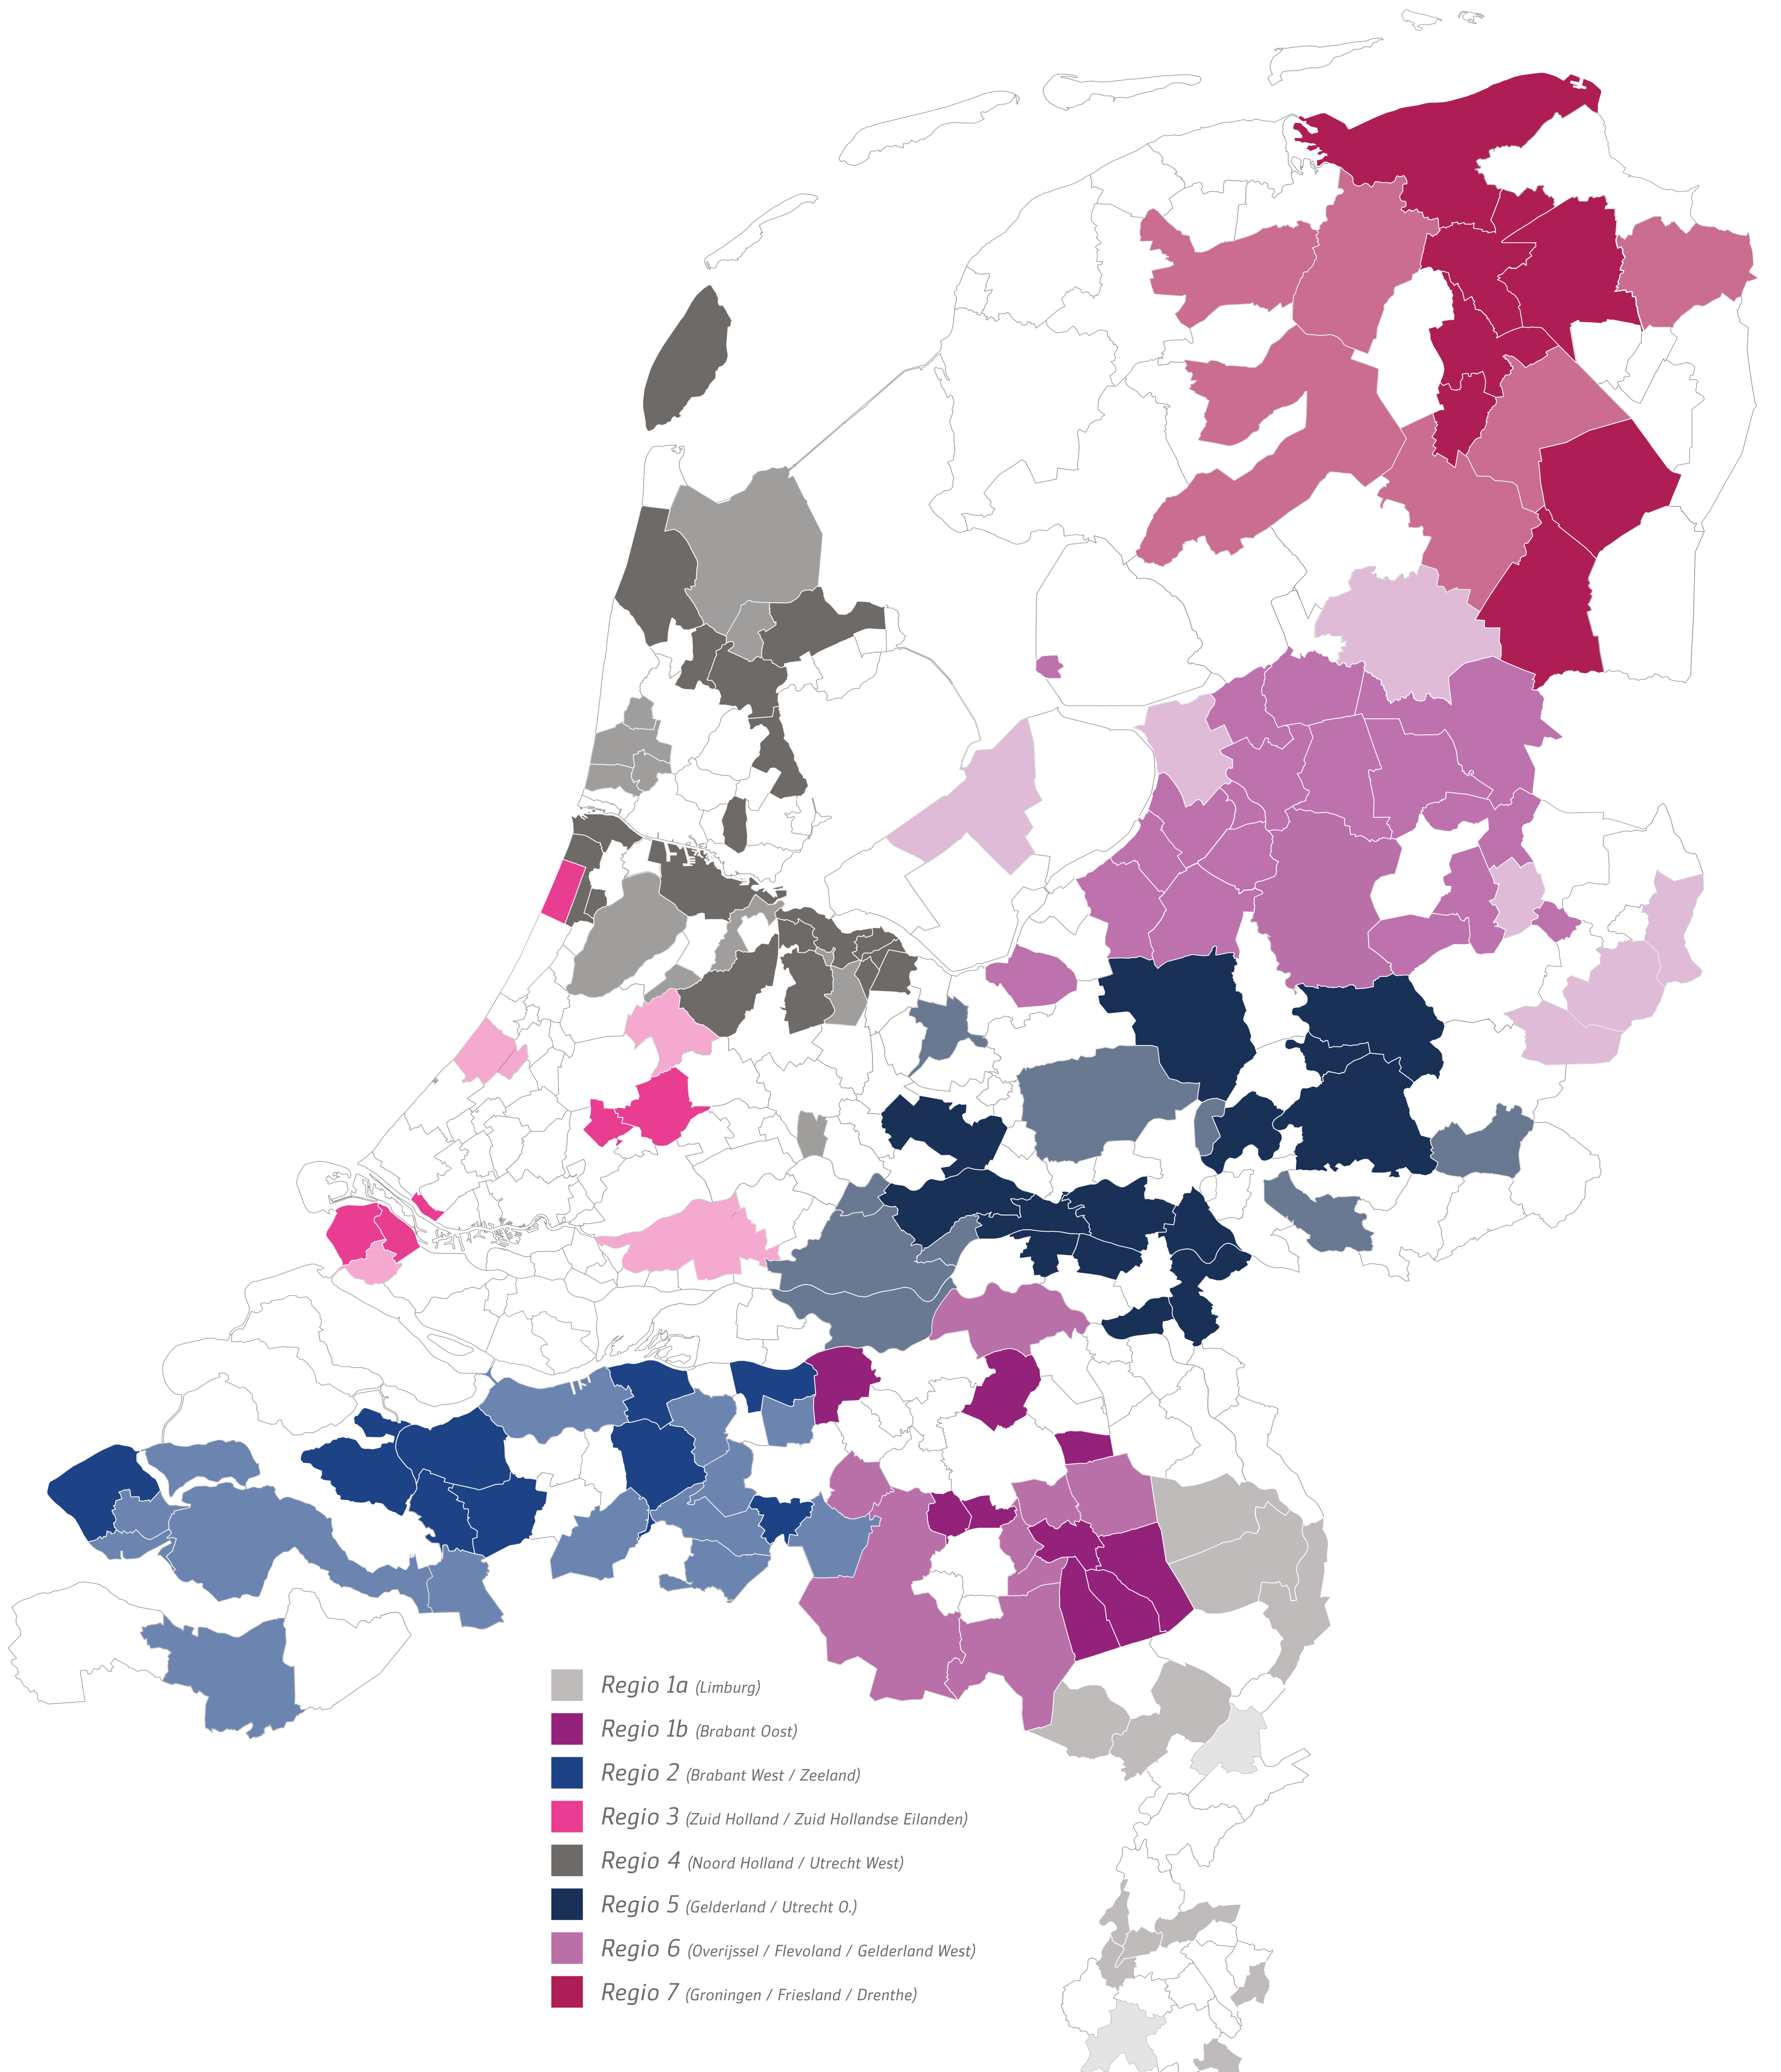 Regio 1a (Limburg)
Regio 1b (Brabant Oost)
Regio 2 (Brabant West / Zeeland)
Regio 3 (Zuid Holland / Zuid Hollandse Eilanden)
Regio 4 (Noord Holland / Utrecht West)
Regio 5 (Gelderland / Utrecht O.)
Regio 6 (Overijssel / Flevoland / Gelderland West)
Regio 7 (Groningen / Friesland / Drenthe)